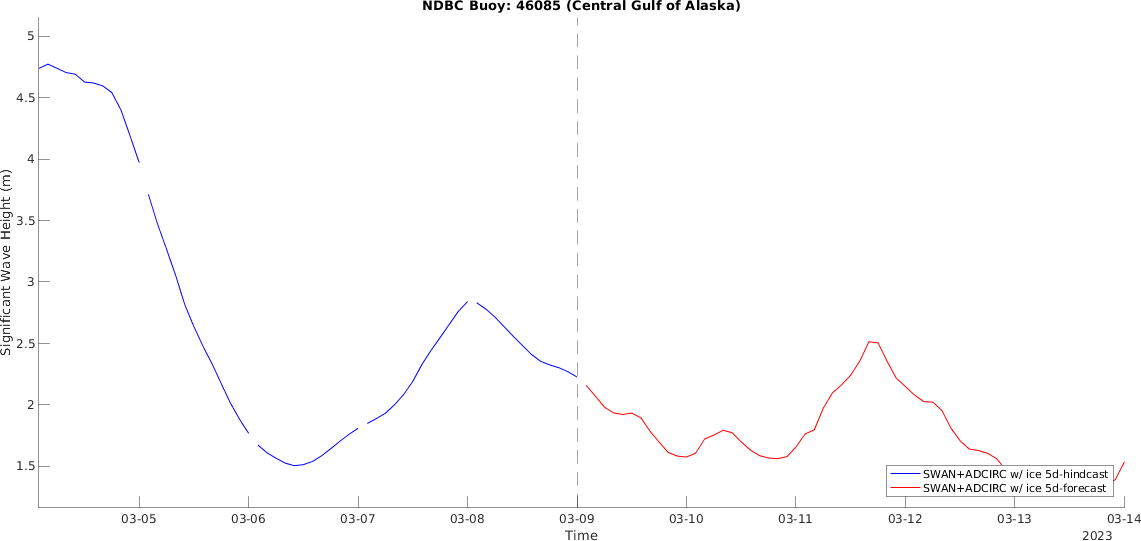 NDBC Buoy: 46085 (Central Gulf of Alaska)
5
4.5
4
3.5
3
2.5
2
1.5
Significant Wave Height (m)
SWAN+ADCIRC w/ ice 5d-hindcast
SWAN+ADCIRC w/ ice 5d-forecast
03-05 03-06 03-07 03-08 03-09 03-10 03-11 03-12 03-13 03-14
Time
2023